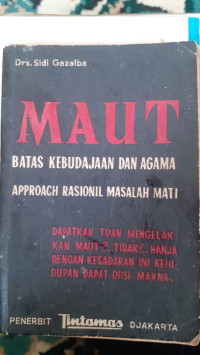 Drs. Sidi Gazalba
MAUT
BATAS KEBUDAJAAN DAN AGAMA
APPROACH RASIONIL MASALAH MATI
DAPATKAH TUAN MENGELAK-
KAN MAUT ?.. TIDAK!.. HANJA
DENGAN KESADARAN INI KEHI-
DUPAN DAPAT DIISI MAKNA.
PENERBIT Tintamas DJAKARTA